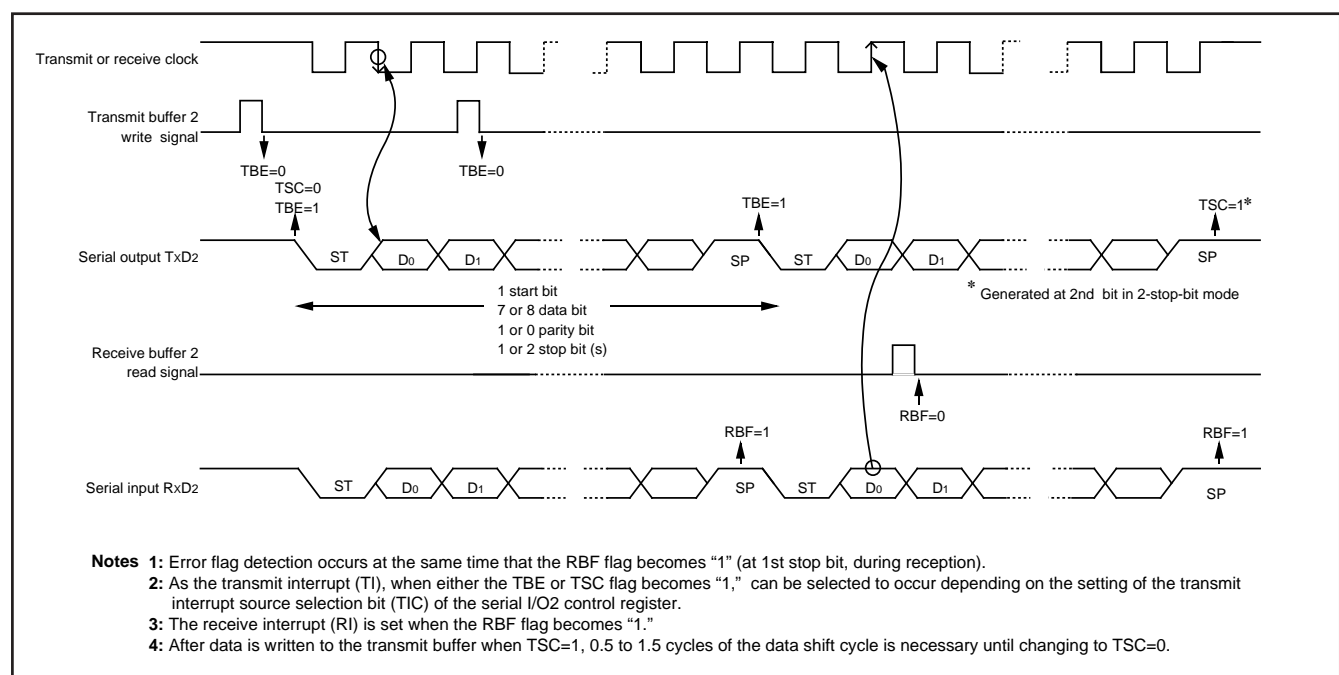 Transmit or receive clock
Transmit buffer 2
write signal
TBE=0
TBE=0
TSC=0
TBE=1
TBE=1
TSC=1*
Serial output TxD2
ST
D0
D1
SP
ST
D0
D1
SP
* Generated at 2nd bit in 2-stop-bit mode
1 start bit
7 or 8 data bit
1 or 0 parity bit
1 or 2 stop bit (s)
Receive buffer 2
read signal
RBF=0
RBF=1
RBF=1
Serial input RxD2
ST
D0
D1
SP
ST
D0
D1
SP
Notes 1: Error flag detection occurs at the same time that the RBF flag becomes “1” (at 1st stop bit, during reception).
2: As the transmit interrupt (TI), when either the TBE or TSC flag becomes “1,” can be selected to occur depending on the setting of the transmit
interrupt source selection bit (TIC) of the serial I/O2 control register.
3: The receive interrupt (RI) is set when the RBF flag becomes “1.”
4: After data is written to the transmit buffer when TSC=1, 0.5 to 1.5 cycles of the data shift cycle is necessary until changing to TSC=0.